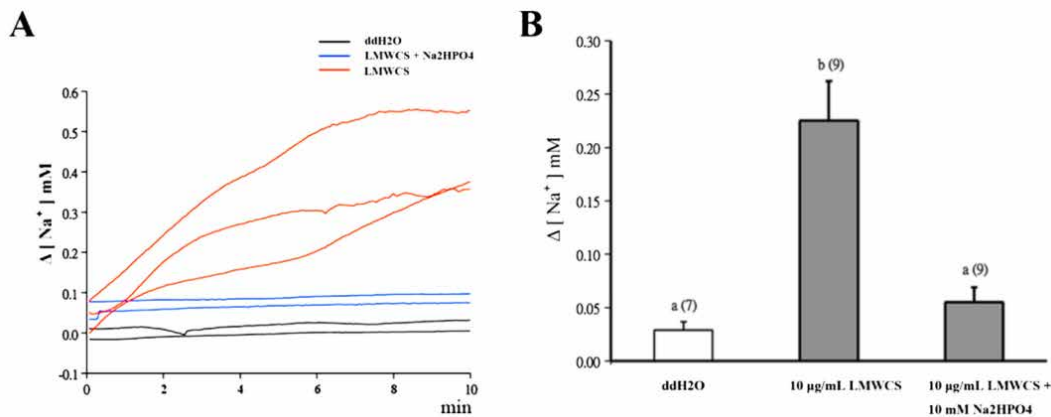 A
ddH2O
LMWCS + Na2HPO4
LMWCS
Δ [ Na⁺ ] mM
0.6
0.5
0.4
0.3
0.2
0.1
0.0
-0.1
0
2
4
6
8
10
min
B
Δ [ Na⁺ ] mM
0.30
0.25
0.20
0.15
0.10
0.05
0.00
a (7)
b (9)
a (9)
ddH2O
10 µg/mL LMWCS
10 µg/mL LMWCS +
10 mM Na2HPO4